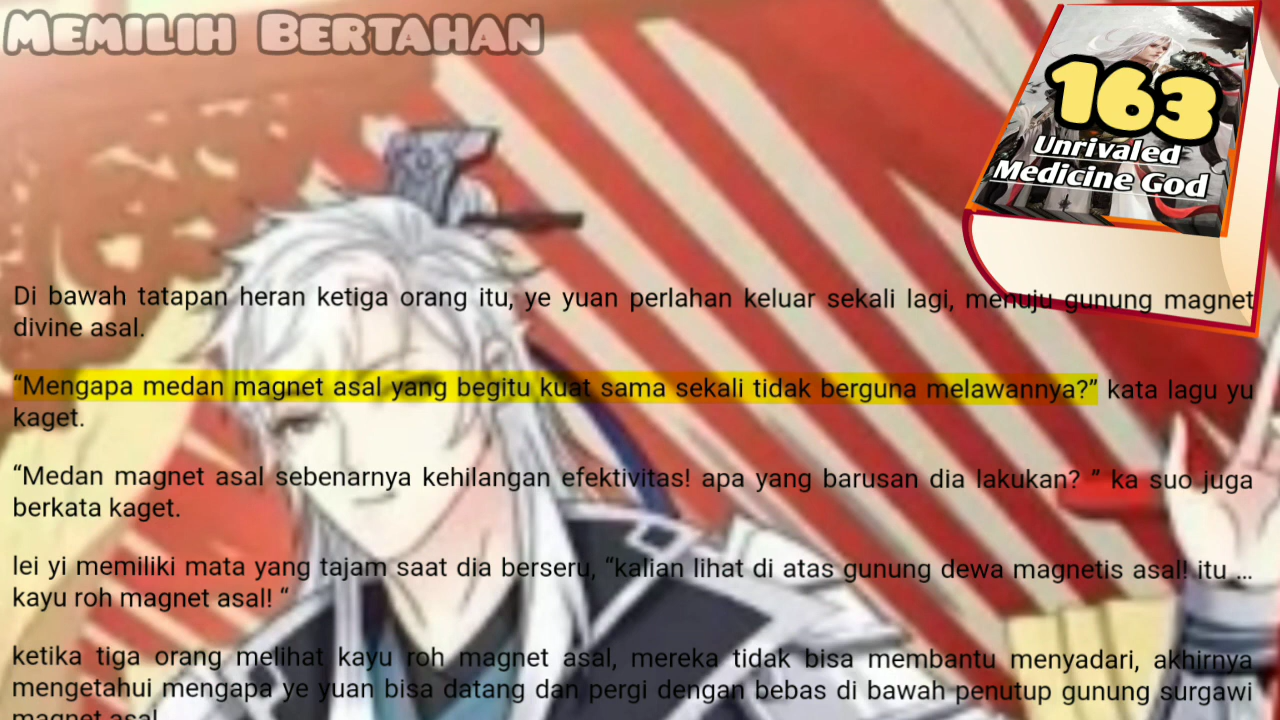 MEMILIH BERTAHAN
163
Unrivaled
Medicine God
Di bawah tatapan heran ketiga orang itu, ye yuan perlahan keluar sekali lagi, menuju gunung magnet
divine asal.
“Mengapa medan magnet asal yang begitu kuat sama sekali tidak berguna melawannya?” kata lagu yu
kaget.
“Medan magnet asal sebenarnya kehilangan efektivitas! apa yang barusan dia lakukan? ” ka suo juga
berkata kaget.
lei yi memiliki mata yang tajam saat dia berseru, “kalian lihat di atas gunung dewa magnetis asal! itu ...
kayu roh magnet asal! “
ketika tiga orang melihat kayu roh magnet asal, mereka tidak bisa membantu menyadari, akhirnya
mengetahui mengapa ye yuan bisa datang dan pergi dengan bebas di bawah penutup gunung surgawi
magnet asal